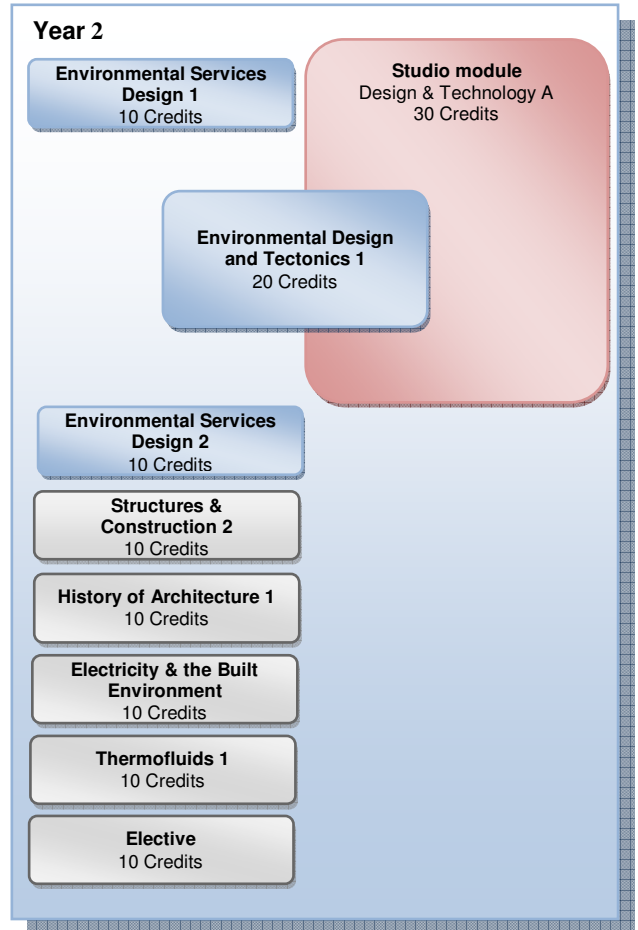 Year 2
Environmental Services
Design 1
10 Credits
Studio module
Design & Technology A
30 Credits
Environmental Design
and Tectonics 1
20 Credits
Environmental Services
Design 2
10 Credits
Structures &
Construction 2
10 Credits
History of Architecture 1
10 Credits
Electricity & the Built
Environment
10 Credits
Thermofluids 1
10 Credits
Elective
10 Credits